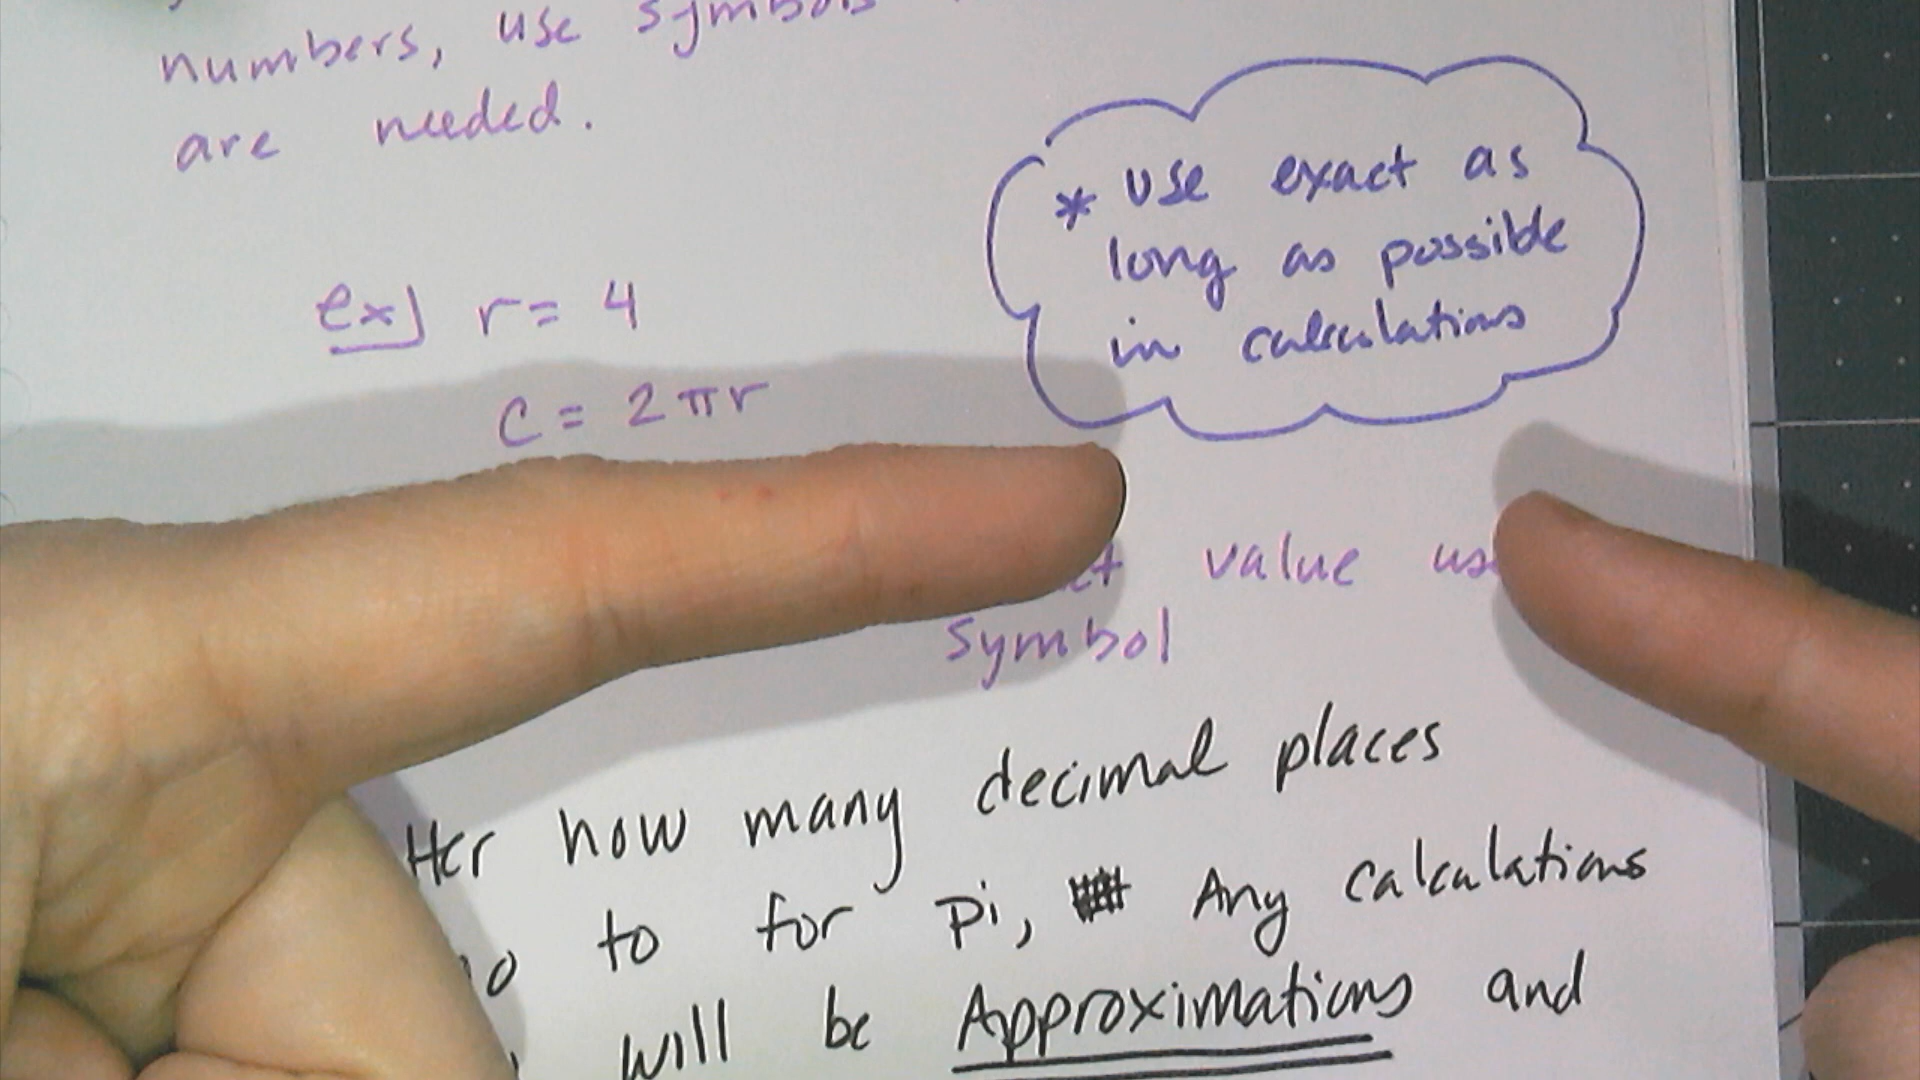 numbers, use symbols
are needed.
* use exact as
long as possible
in calculations
ex] r = 4
C = 2πr
value
symbol
how many decimal places
to for Pi, Any calculations
will be Approximations and